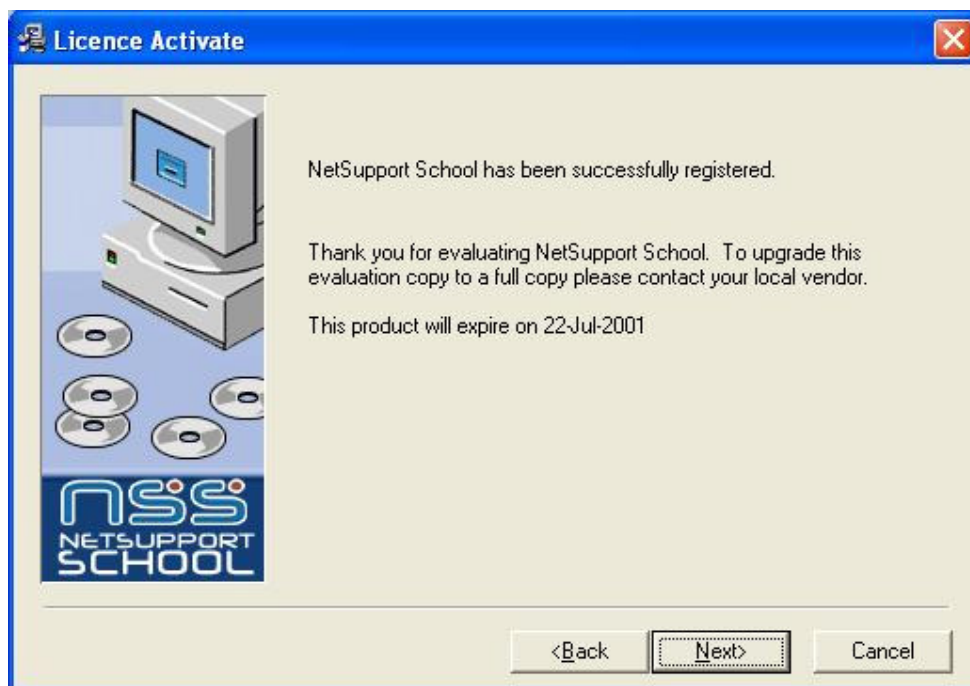 Licence Activate
NetSupport School has been successfully registered.
Thank you for evaluating NetSupport School. To upgrade this
evaluation copy to a full copy please contact your local vendor.
This product will expire on 22-Jul-2001
nss
NETSUPPORT
SCHOOL
<Back
Next>
Cancel